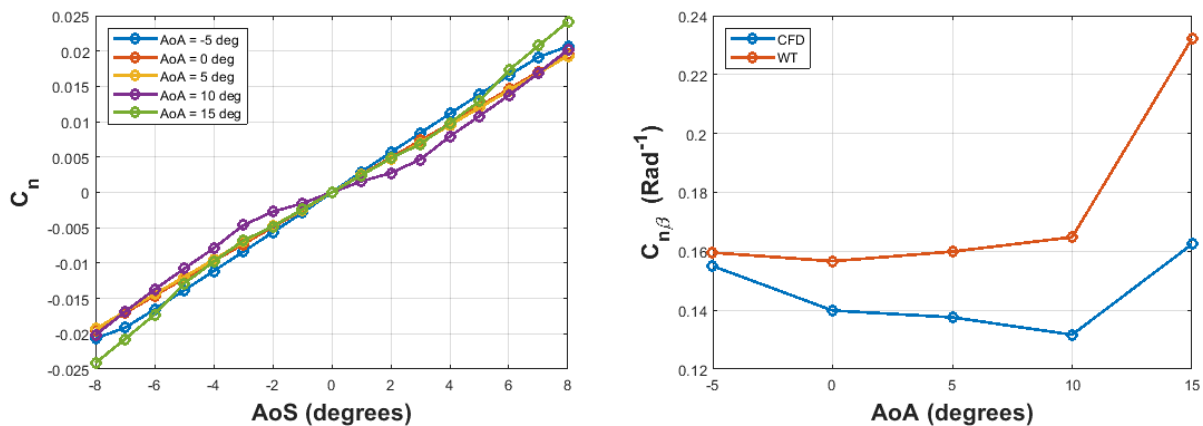 0.025
0.02
0.015
0.01
0.005
0
-0.005
-0.01
-0.015
-0.02
-0.025
C_n
AoA = -5 deg
AoA = 0 deg
AoA = 5 deg
AoA = 10 deg
AoA = 15 deg
-8 -6 -4 -2 0 2 4 6 8
AoS (degrees)
0.24
0.22
0.2
0.18
0.16
0.14
0.12
C_nβ (Rad⁻¹)
CFD
WT
-5 0 5 10 15
AoA (degrees)